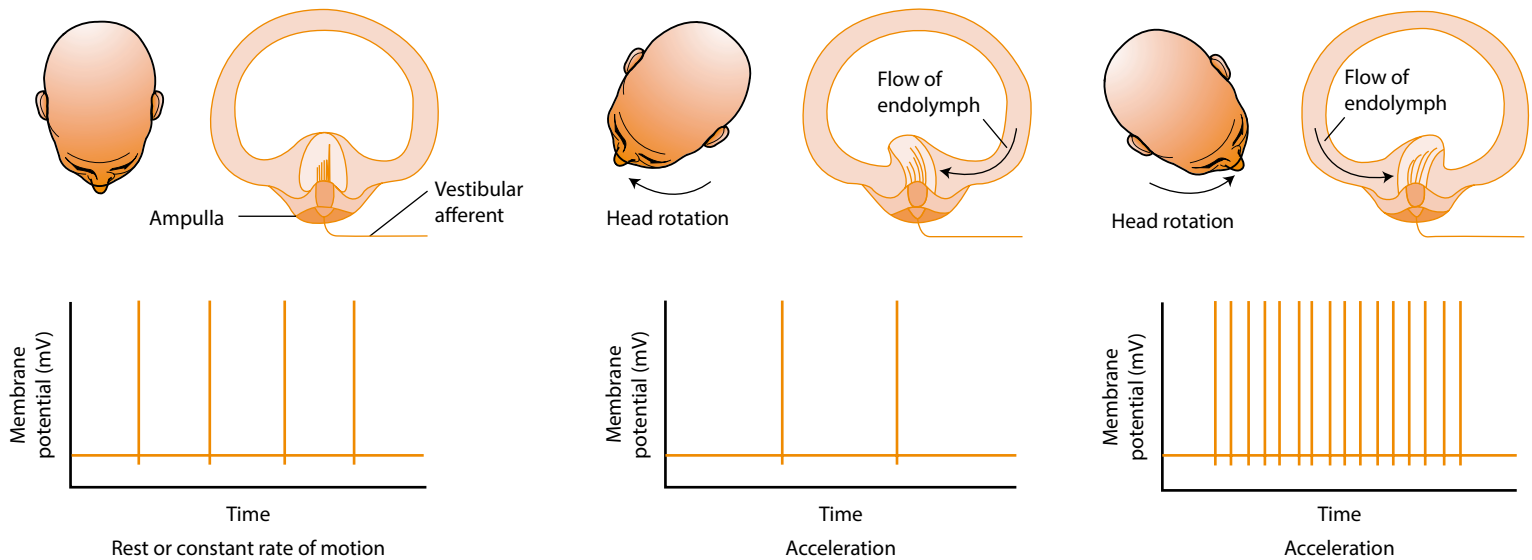 Ampulla
Vestibular
afferent
Head rotation
Flow of
endolymph
Head rotation
Flow of
endolymph
Membrane
potential (mV)
Time
Rest or constant rate of motion
Membrane
potential (mV)
Time
Acceleration
Membrane
potential (mV)
Time
Acceleration